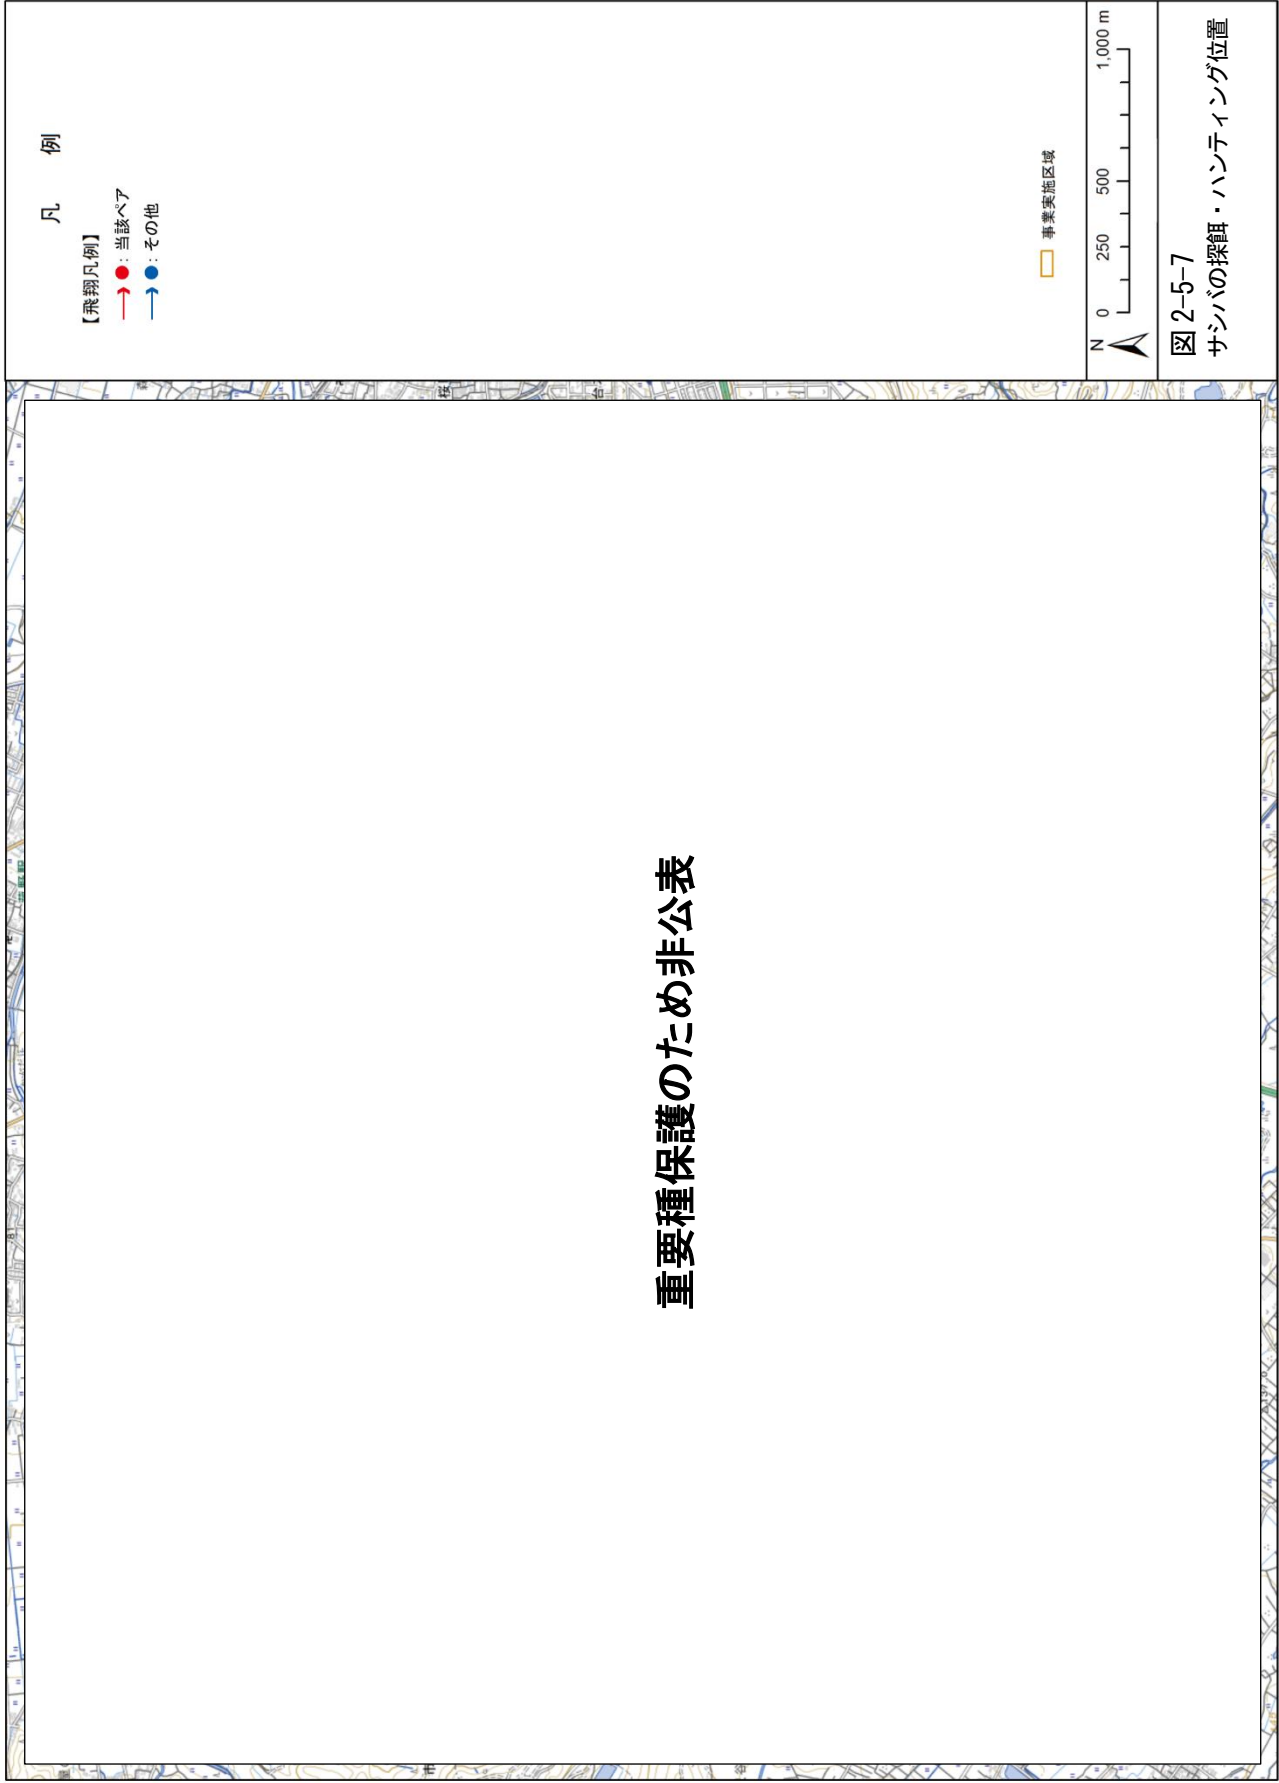 重要種保護のため非公表
凡 例
【飛翔凡例】
●：当該ペア
●：その他
事業実施区域
N
0 250 500 1,000 m
図 2-5-7
サシバの探餌・ハンティング位置